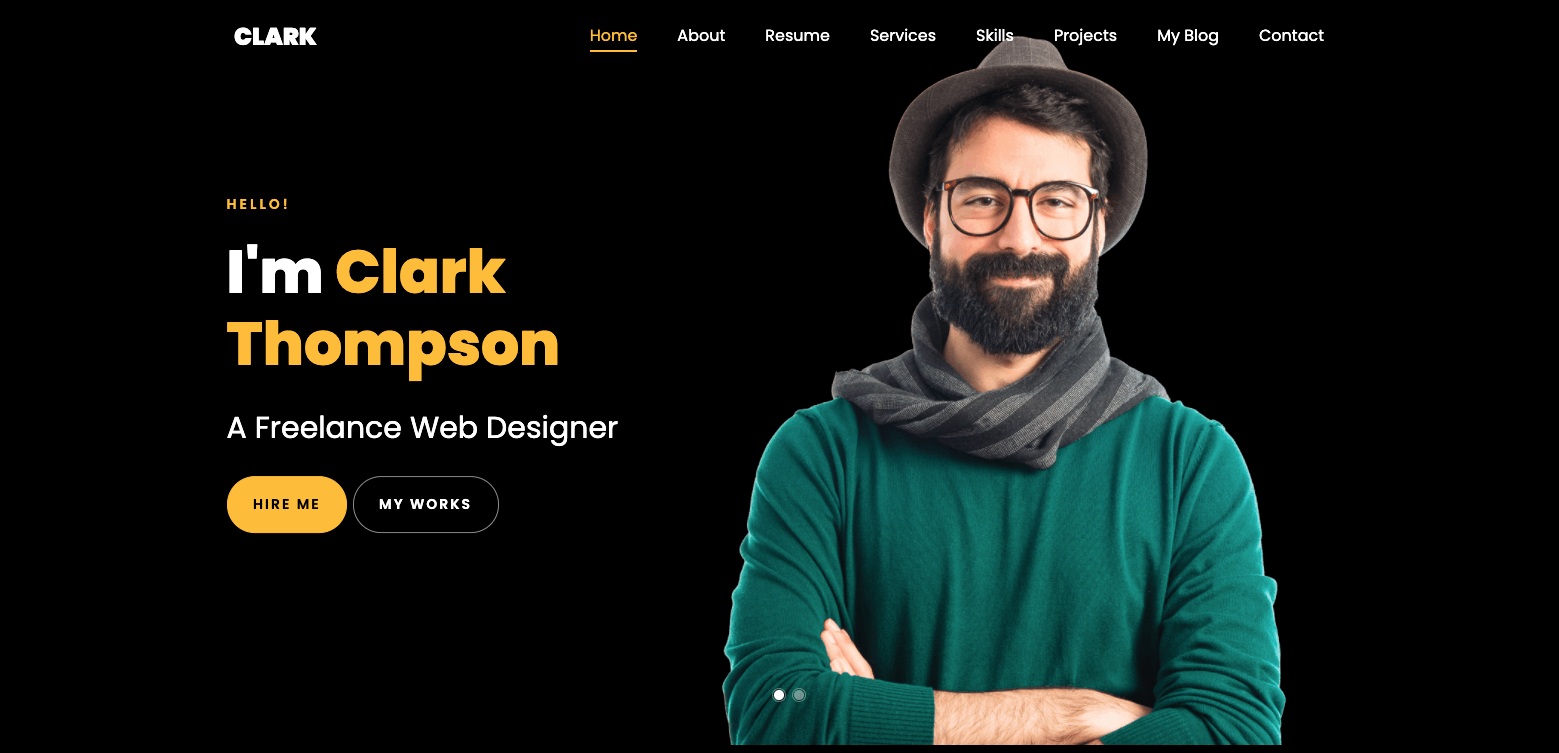 CLARK
Home About Resume Services Skills Projects My Blog Contact
HELLO!
I'm Clark
Thompson
A Freelance Web Designer
HIRE ME MY WORKS